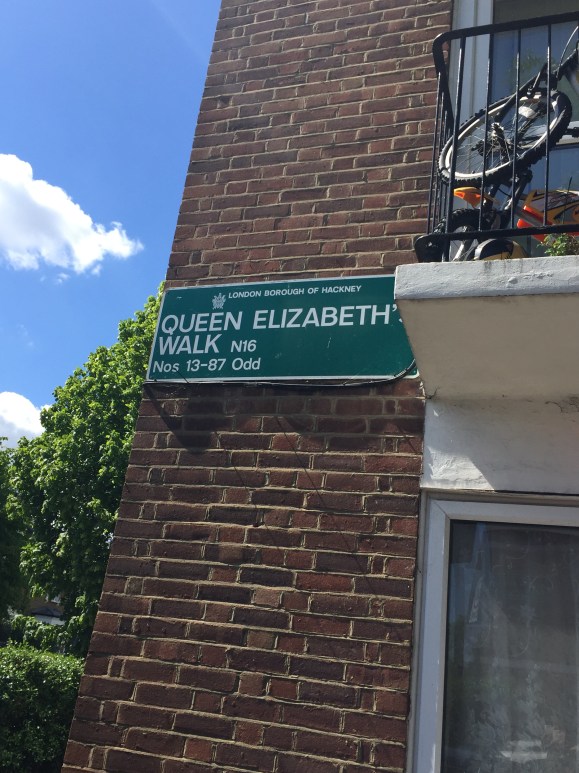 LONDON BOROUGH OF HACKNEY
QUEEN ELIZABETH'S
WALK N16
Nos 13-87 Odd